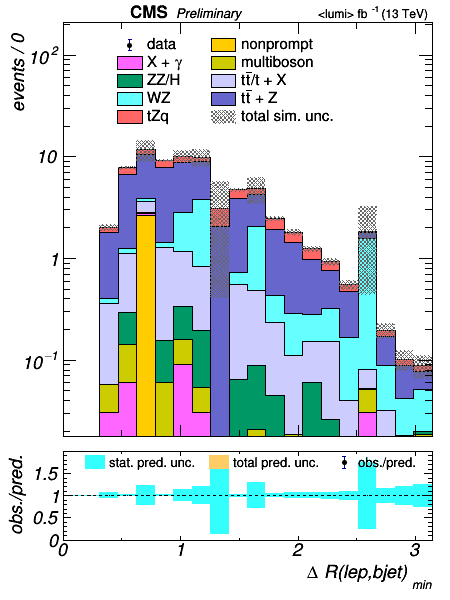 CMS Preliminary <lumi> fb -1 (13 TeV)
events / 0
10²
10
1
10⁻¹
data
X + γ
ZZ/H
WZ
tZq
nonprompt
multiboson
tt̅/t + X
tt̅ + Z
total sim. unc.
obs./pred.
1.5
1
0.5
0
stat. pred. unc. total pred. unc. obs./pred.
0 1 2 3
Δ R(lep,bjet) min